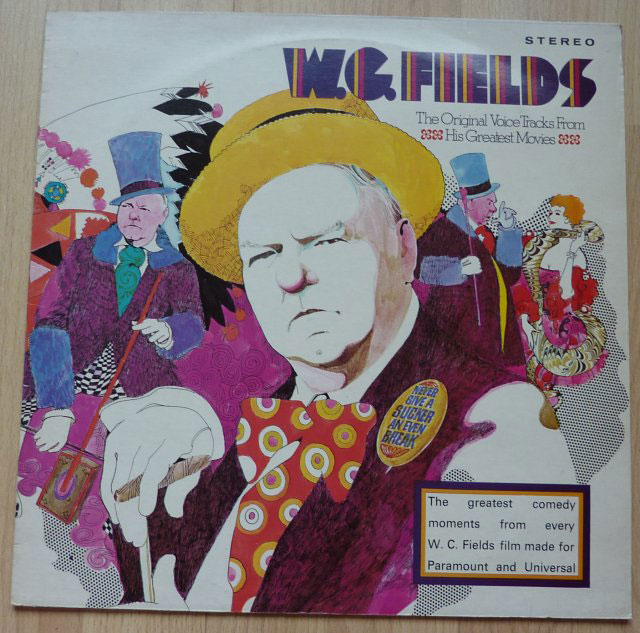 STEREO
W.C. FIELDS
The Original Voice Tracks From
His Greatest Movies
NEVER
GIVE A
SUCKER
AN EVEN
BREAK
The greatest comedy
moments from every
W. C. Fields film made for
Paramount and Universal